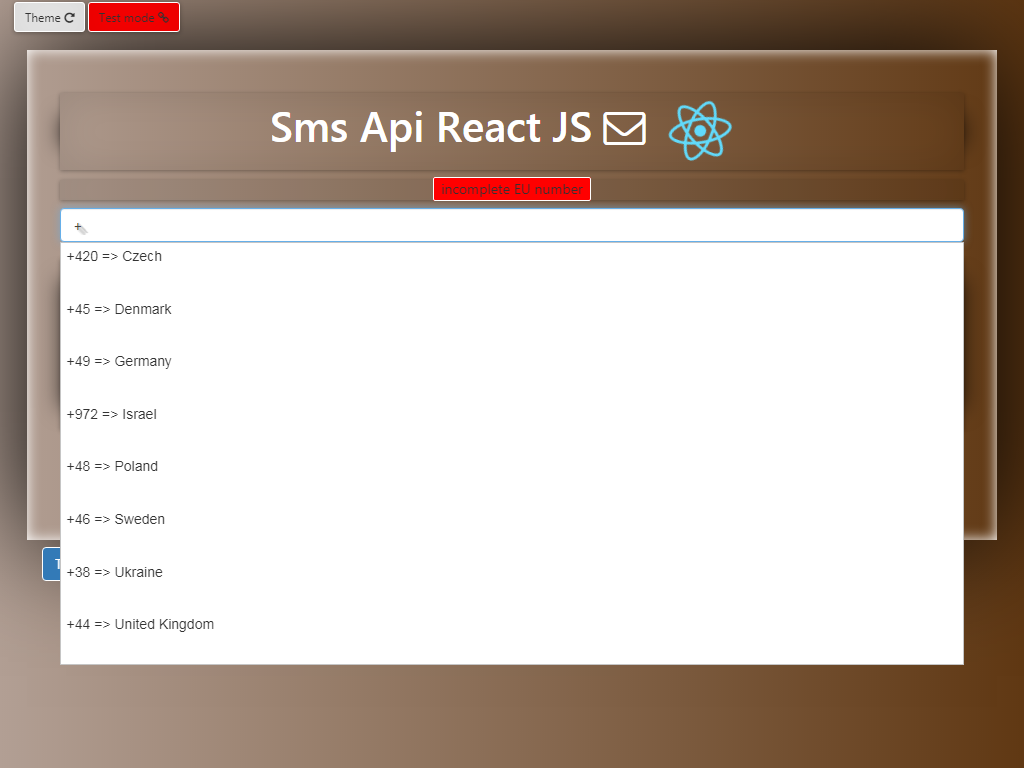 Theme
Test mode
Sms Api React JS
incomplete EU number
+
+420 => Czech
+45 => Denmark
+49 => Germany
+972 => Israel
+48 => Poland
+46 => Sweden
+38 => Ukraine
+44 => United Kingdom